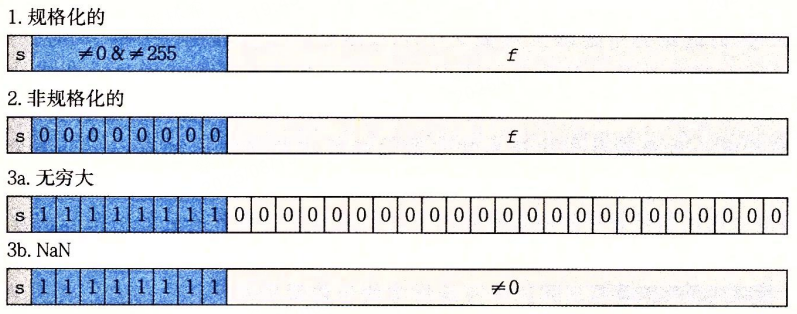 1. 规格化的
s ≠0 & ≠255 f
2. 非规格化的
s 0 0 0 0 0 0 0 0 f
3a. 无穷大
s 1 1 1 1 1 1 1 1 0 0 0 0 0 0 0 0 0 0 0 0 0 0 0 0 0 0 0 0 0 0 0
3b. NaN
s 1 1 1 1 1 1 1 1 ≠0